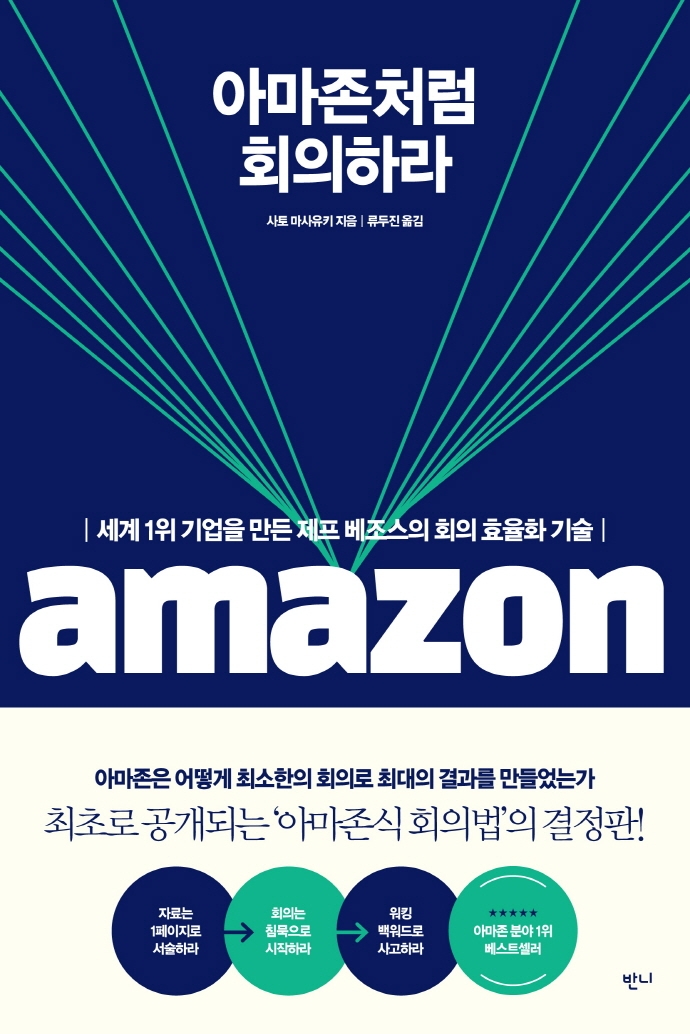 아마존처럼
회의하라
사토 마사유키 지음 | 류두진 옮김
| 세계 1위 기업을 만든 제프 베조스의 회의 효율화 기술 |
amazon
아마존은 어떻게 최소한의 회의로 최대의 결과를 만들었는가
최초로 공개되는 ‘아마존식 회의법’의 결정판!
자료는
1페이지로
서술하라
회의는
침묵으로
시작하라
워킹
백워드로
사고하라
★★★★★
아마존 분야 1위
베스트셀러
반니